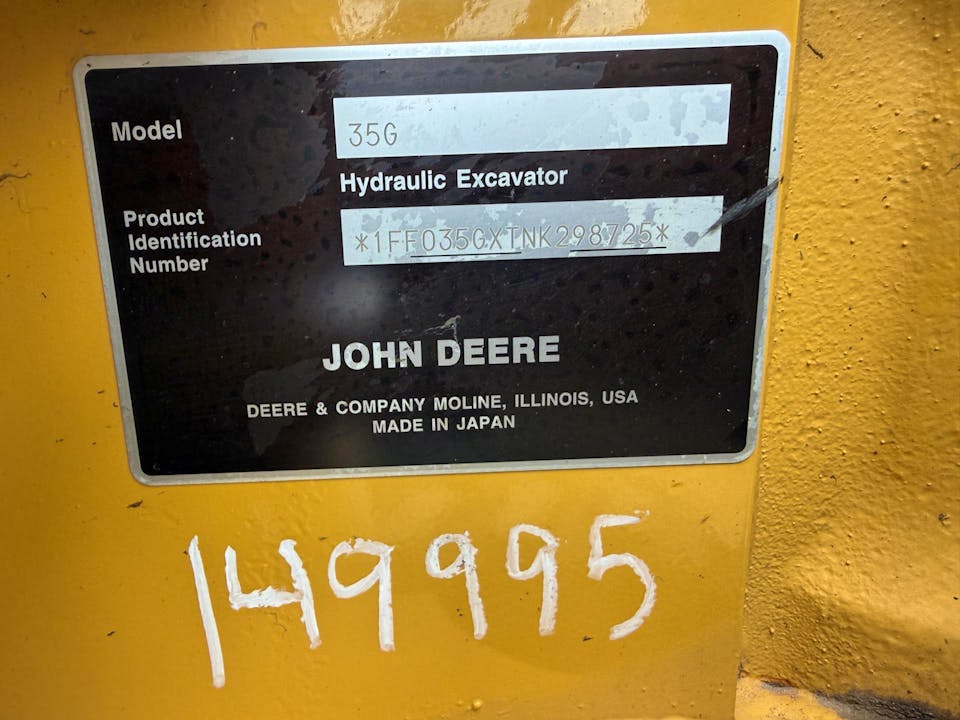 Model
35G
Hydraulic Excavator
Product
Identification
Number
*1FF035GXTNK298725*
JOHN DEERE
DEERE & COMPANY MOLINE, ILLINOIS, USA
MADE IN JAPAN
149995